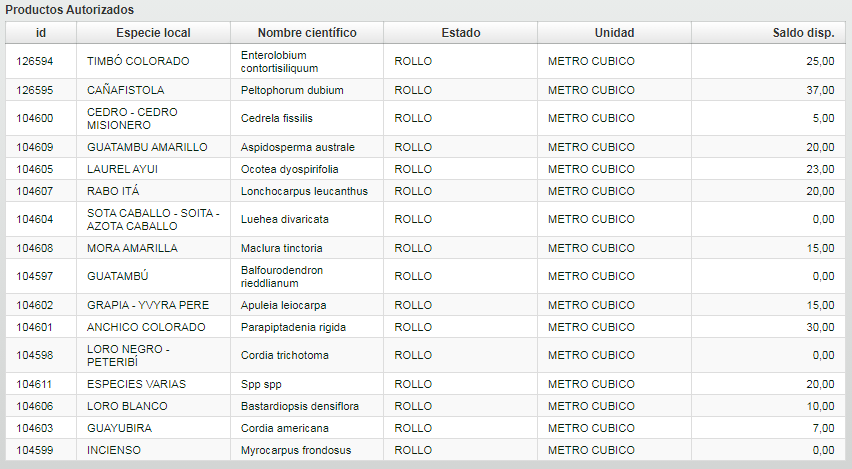 Productos Autorizados
id Especie local Nombre científico Estado Unidad Saldo disp.
126594 TIMBÓ COLORADO Enterolobium contortisiliquum ROLLO METRO CUBICO 25,00
126595 CAÑAFISTOLA Peltophorum dubium ROLLO METRO CUBICO 37,00
104600 CEDRO - CEDRO MISIONERO Cedrela fissilis ROLLO METRO CUBICO 5,00
104609 GUATAMBU AMARILLO Aspidosperma australe ROLLO METRO CUBICO 20,00
104605 LAUREL AYUI Ocotea dyospirifolia ROLLO METRO CUBICO 23,00
104607 RABO ITÁ Lonchocarpus leucanthus ROLLO METRO CUBICO 20,00
104604 SOTA CABALLO - SOITA - AZOTA CABALLO Luehea divaricata ROLLO METRO CUBICO 0,00
104608 MORA AMARILLA Maclura tinctoria ROLLO METRO CUBICO 15,00
104597 GUATAMBÚ Balfourodendron rieddlianum ROLLO METRO CUBICO 0,00
104602 GRAPIA - YVYRA PERE Apuleia leiocarpa ROLLO METRO CUBICO 15,00
104601 ANCHICO COLORADO Parapiptadenia rigida ROLLO METRO CUBICO 30,00
104598 LORO NEGRO - PETERIBÍ Cordia trichotoma ROLLO METRO CUBICO 0,00
104611 ESPECIES VARIAS Spp spp ROLLO METRO CUBICO 20,00
104606 LORO BLANCO Bastardiopsis densiflora ROLLO METRO CUBICO 10,00
104603 GUAYUBIRA Cordia americana ROLLO METRO CUBICO 7,00
104599 INCIENSO Myrocarpus frondosus ROLLO METRO CUBICO 0,00